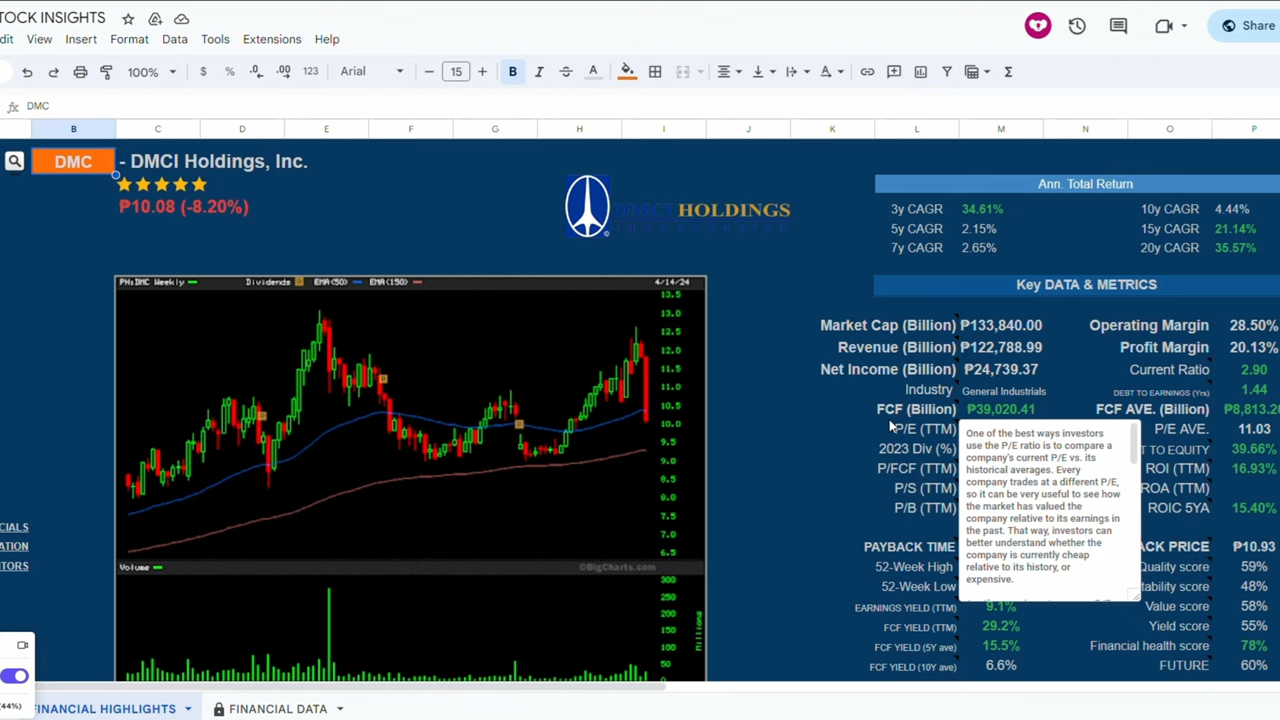 TOCK INSIGHTS
dit View Insert Format Data Tools Extensions Help
Share
100% $ % .0 .00 123 Arial 15 B I A
fx DMC
B C D E F G H I J K L M N O P
DMC - DMCI Holdings, Inc.
₱10.08 (-8.20%)
DMCI HOLDINGS
INCORPORATED
Ann. Total Return
3y CAGR 34.61% 10y CAGR 4.44%
5y CAGR 2.15% 15y CAGR 21.14%
7y CAGR 2.65% 20y CAGR 35.57%
Key DATA & METRICS
PH:DMC Weekly Dividends D EMA(50) EMA(150) 4/14/24
13.5
13.0
12.5
12.0
11.5
11.0
10.5
10.0
9.5
9.0
8.5
8.0
7.5
7.0
6.5
Volume ©BigCharts.com
300
250
200
150
100
50
0
Millions
Market Cap (Billion) ₱133,840.00 Operating Margin 28.50%
Revenue (Billion) ₱122,788.99 Profit Margin 20.13%
Net Income (Billion) ₱24,739.37 Current Ratio 2.90
Industry General Industrials DEBT TO EARNING (Yrs) 1.44
FCF (Billion) ₱39,020.41 FCF AVE. (Billion) ₱8,813.20
P/E (TTM) P/E AVE. 11.03
2023 Div (%) T TO EQUITY 39.66%
P/FCF (TTM) ROI (TTM) 16.93%
P/S (TTM) ROA (TTM)
P/B (TTM) ROIC 5YA 15.40%
One of the best ways investors
use the P/E ratio is to compare a
company's current P/E vs. its
historical averages. Every
company trades at a different P/E,
so it can be very useful to see how
the market has valued the
company relative to its earnings in
the past. That way, investors can
better understand whether the
company is currently cheap
relative to its history, or
expensive.
PAYBACK TIME CK PRICE ₱10.93
52-Week High Quality score 59%
52-Week Low tability score 48%
EARNINGS YIELD (TTM) 9.1% Value score 58%
FCF YIELD (TTM) 29.2% Yield score 55%
FCF YIELD (5Y ave) 15.5% Financial health score 78%
FCF YIELD (10Y ave) 6.6% FUTURE 60%
CIALS
ATION
ITORS
(44%)
FINANCIAL HIGHLIGHTS FINANCIAL DATA